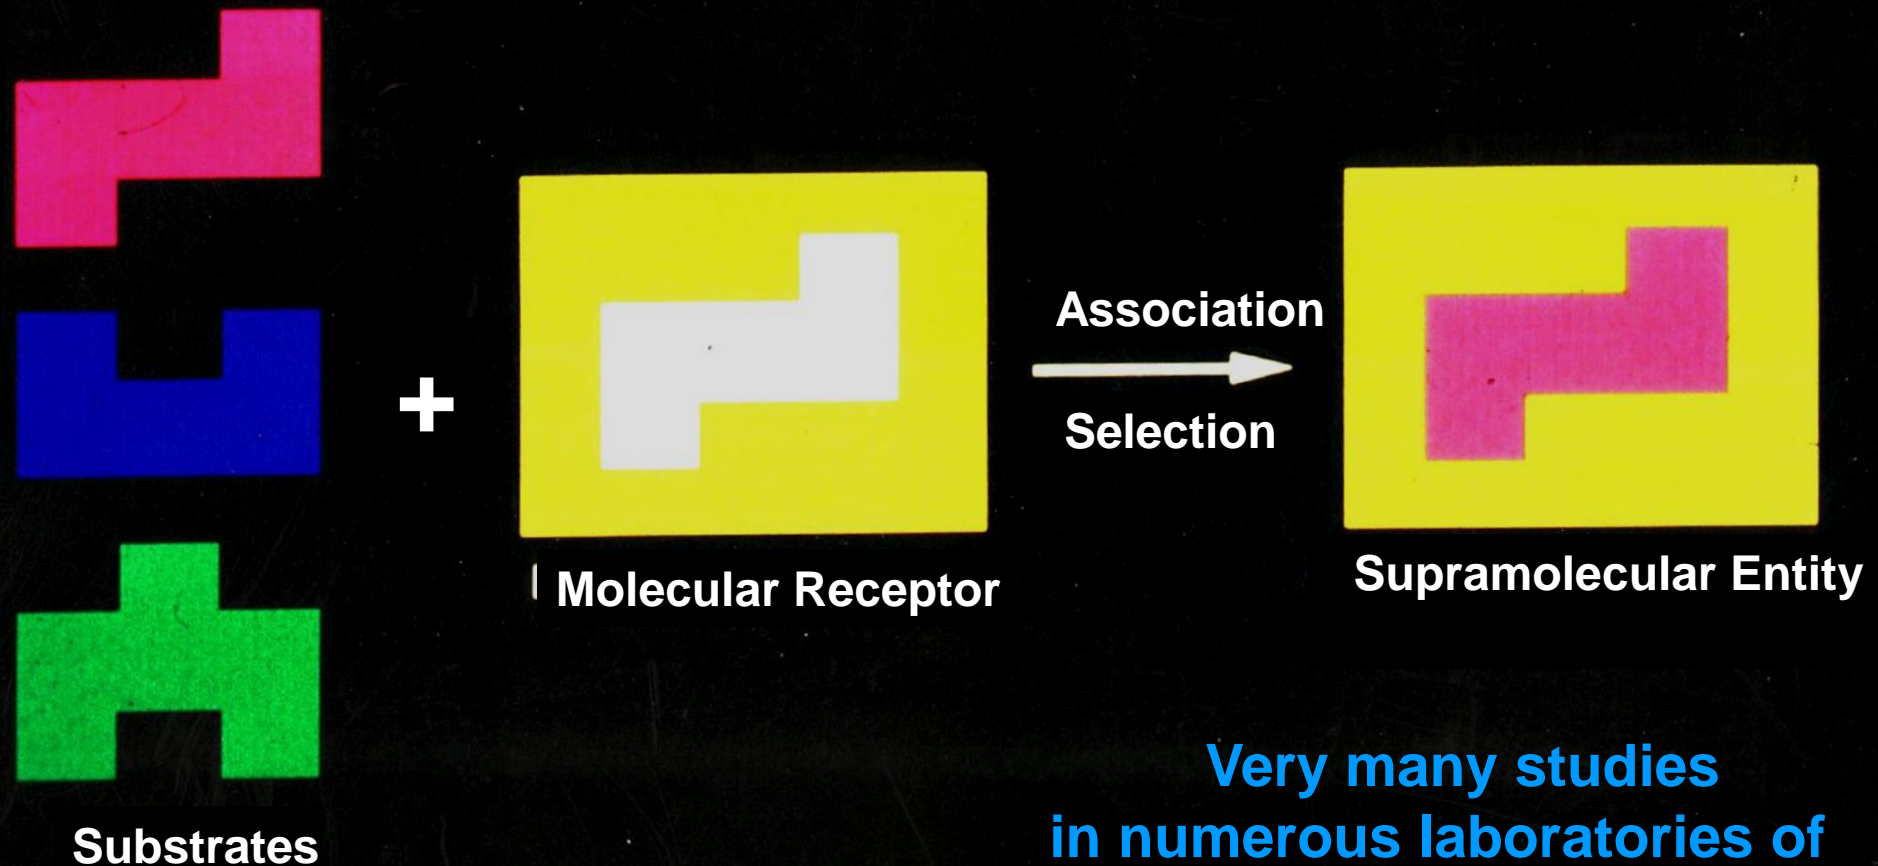 +
Association
Selection
Molecular Receptor
Supramolecular Entity
Substrates
Very many studies
in numerous laboratories of